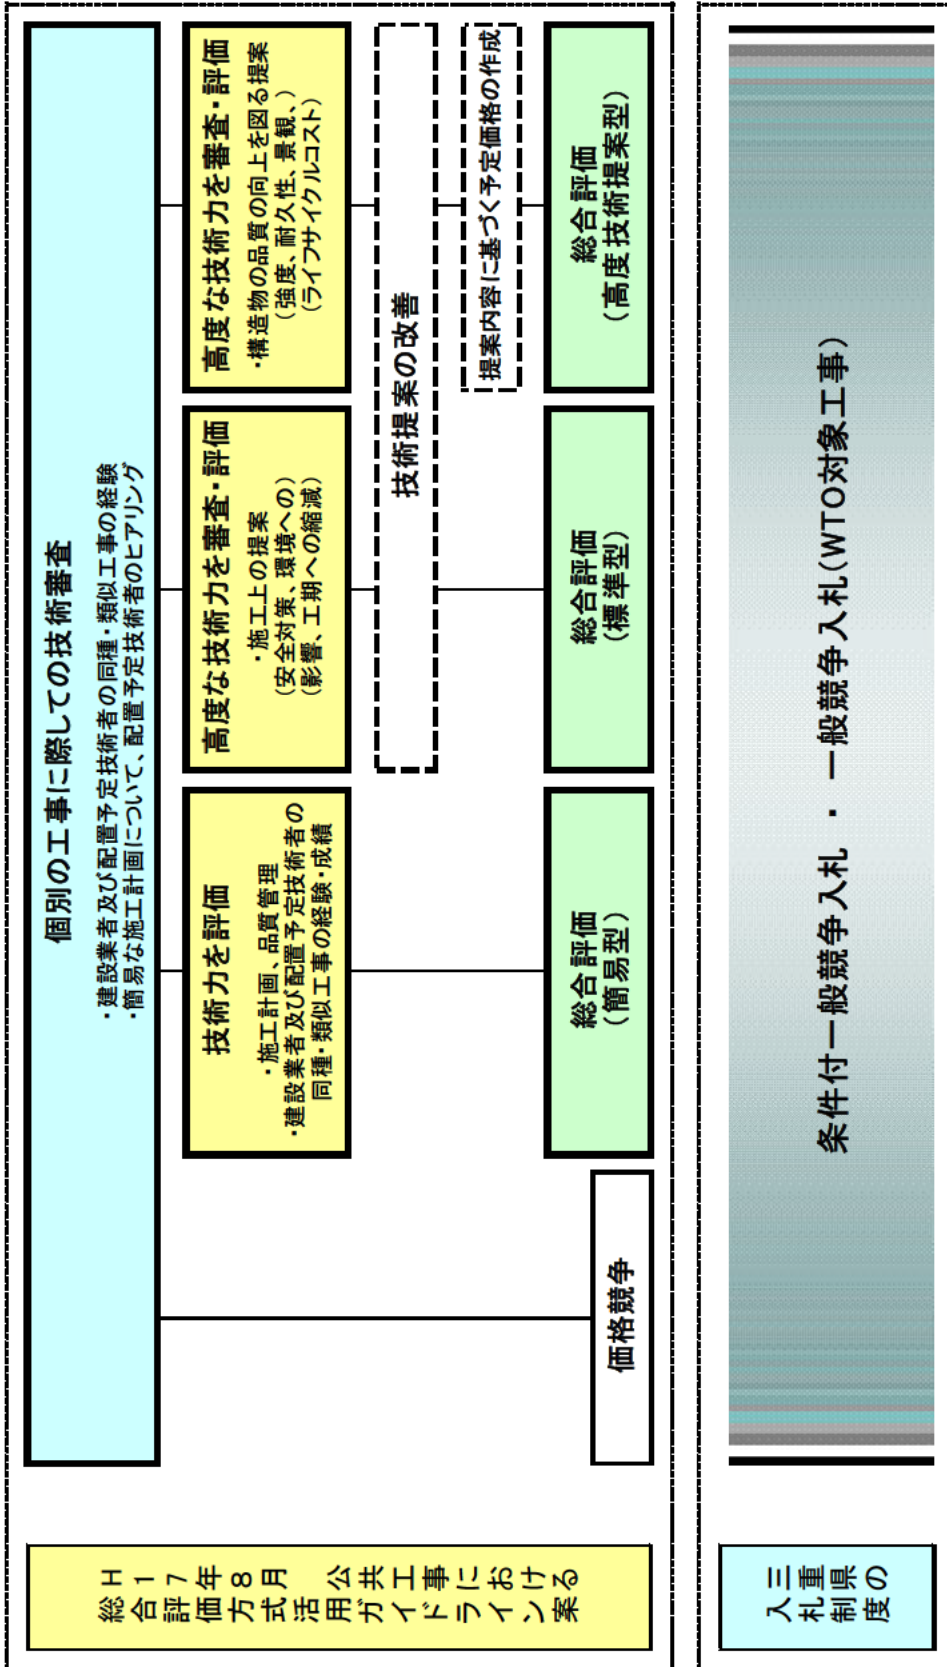 個別の工事に際しての技術審査
・建設業者及び配置予定技術者の同種・類似工事の経験
・簡易な施工計画について、配置予定技術者のヒアリング
技術力を評価
・施工計画、品質管理
・建設業者及び配置予定技術者の
同種・類似工事の経験・成績
高度な技術力を審査・評価
・施工上の提案
(安全対策、環境への)
(影響、工期への縮減)
高度な技術力を審査・評価
・構造物の品質の向上を図る提案
(強度、耐久性、景観、)
(ライフサイクルコスト)
技術提案の改善
提案内容に基づく予定価格の作成
価格競争
総合評価
(簡易型)
総合評価
(標準型)
総合評価
(高度技術提案型)
H17年8月 公共工事における
総合評価方式活用ガイドライン案
条件付一般競争入札 ・ 一般競争入札(WTO対象工事)
三重県の
入札制度